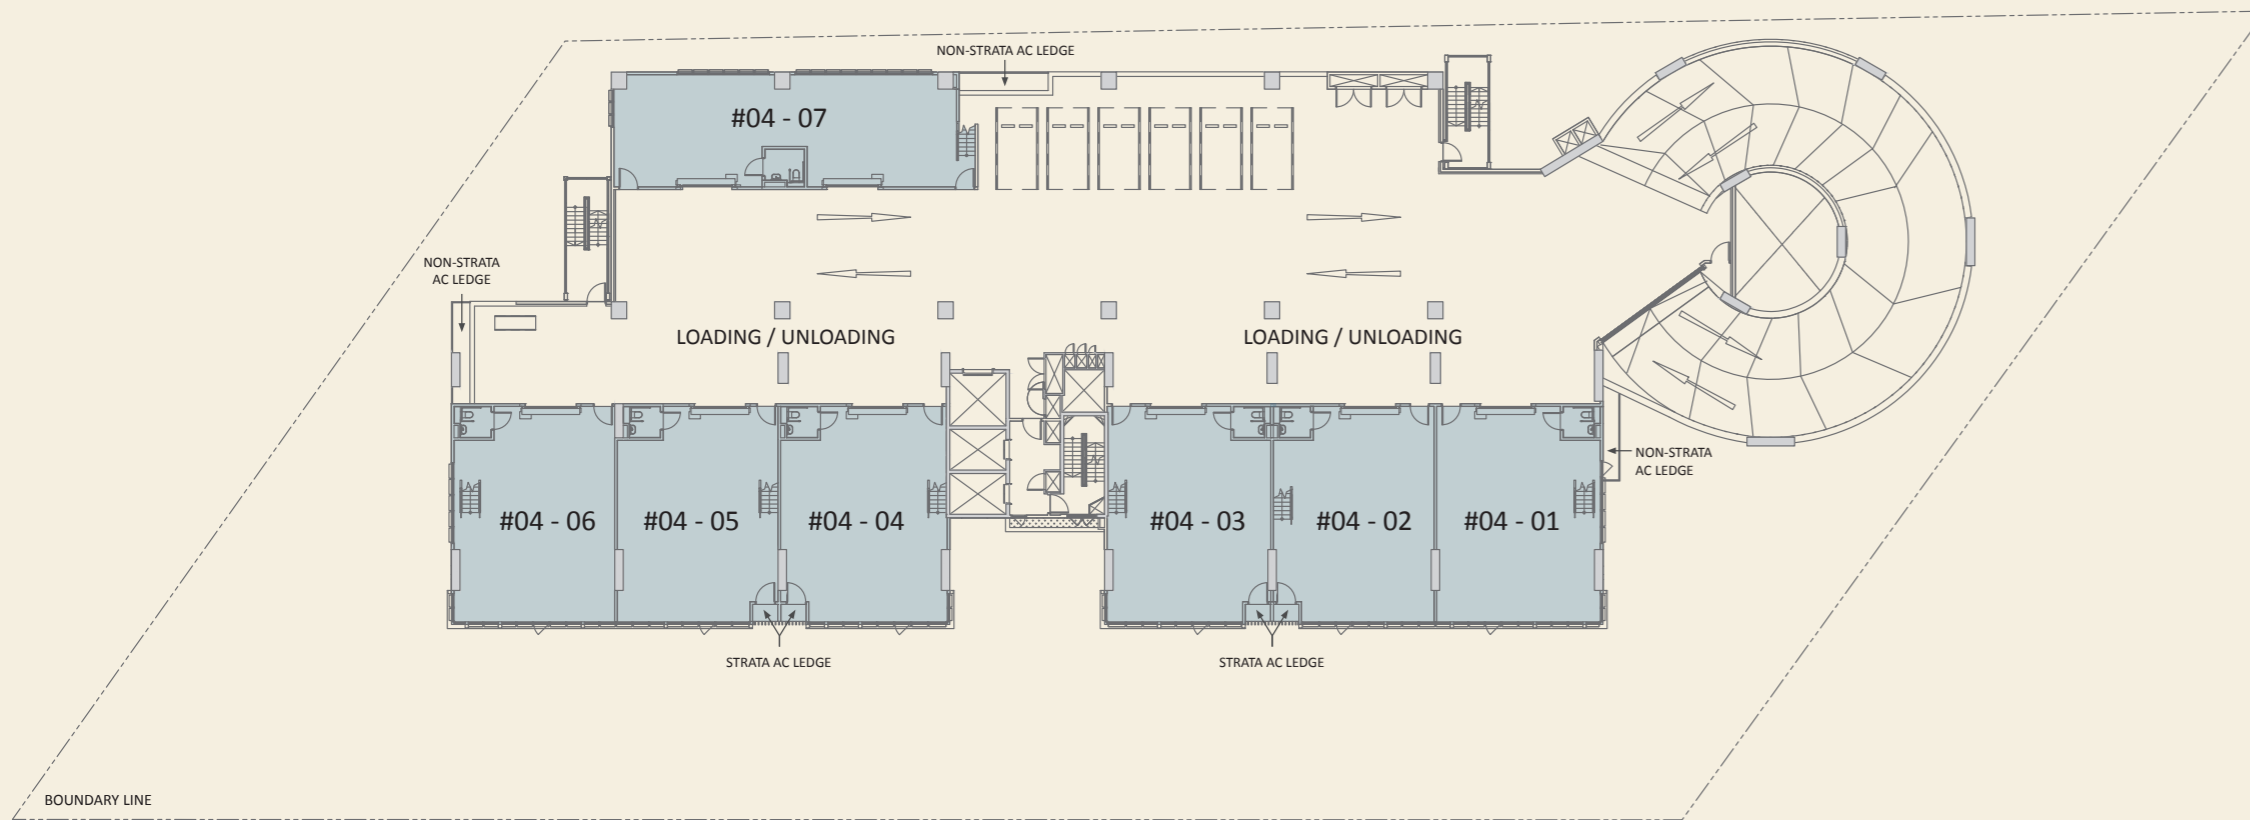 NON-STRATA AC LEDGE
#04 - 07
NON-STRATA
AC LEDGE
LOADING / UNLOADING
LOADING / UNLOADING
NON-STRATA
AC LEDGE
#04 - 06
#04 - 05
#04 - 04
#04 - 03
#04 - 02
#04 - 01
STRATA AC LEDGE
STRATA AC LEDGE
BOUNDARY LINE